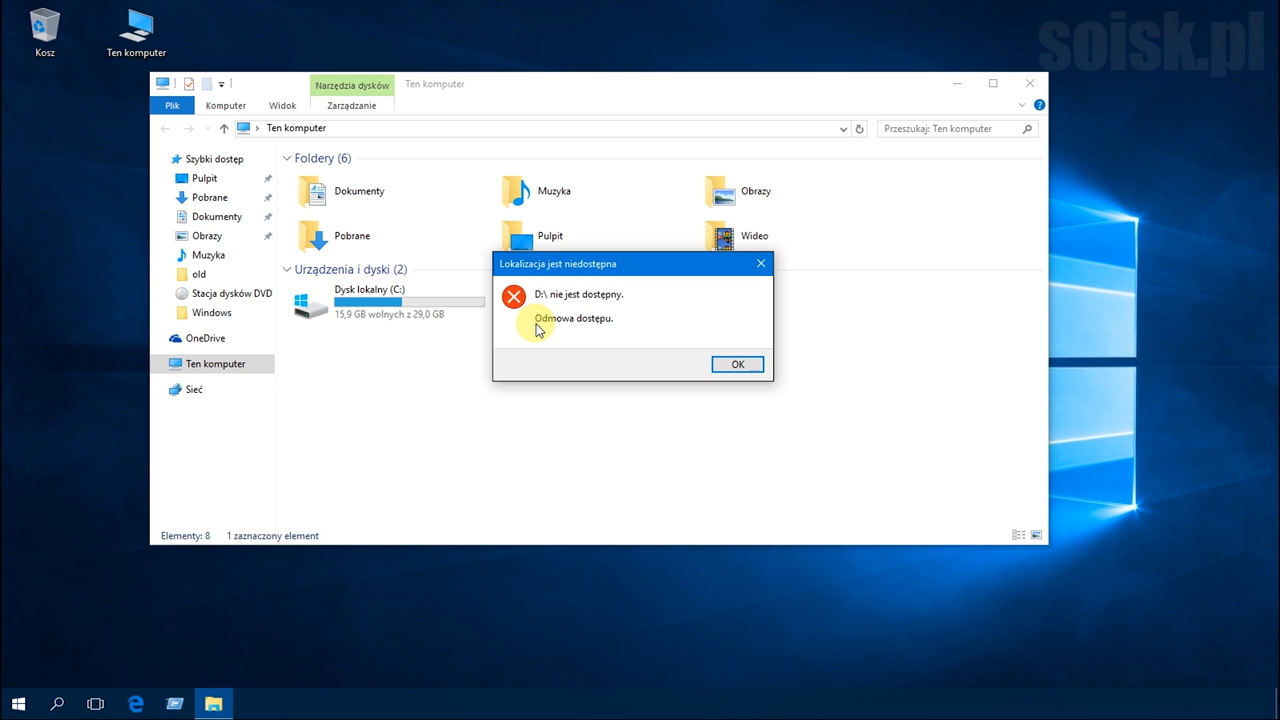 soisk.pl
Kosz
Ten komputer
Narzędzia dysków
Ten komputer
Plik
Komputer
Widok
Zarządzanie
Ten komputer
Przeszukaj: Ten komputer
Szybki dostęp
Pulpit
Pobrane
Dokumenty
Obrazy
Muzyka
old
Stacja dysków DVD
Windows
OneDrive
Ten komputer
Sieć
Foldery (6)
Dokumenty
Muzyka
Obrazy
Pobrane
Pulpit
Wideo
Urządzenia i dyski (2)
Dysk lokalny (C:)
15,9 GB wolnych z 29,0 GB
Lokalizacja jest niedostępna
D:\ nie jest dostępny.
Odmowa dostępu.
OK
Elementy: 8
1 zaznaczony element